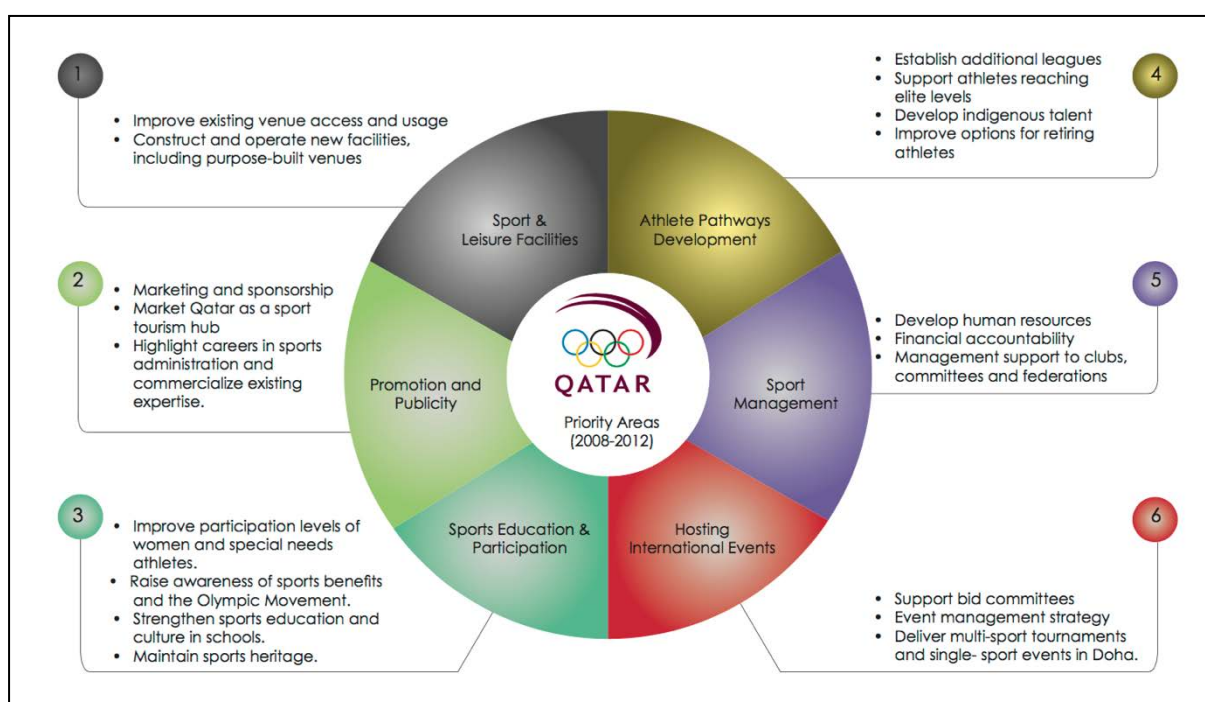 1
• Improve existing venue access and usage
• Construct and operate new facilities,
including purpose-built venues
2
• Marketing and sponsorship
• Market Qatar as a sport
tourism hub
• Highlight careers in sports
administration and
commercialize existing
expertise.
3
• Improve participation levels of
women and special needs
athletes.
• Raise awareness of sports benefits
and the Olympic Movement.
• Strengthen sports education and
culture in schools.
• Maintain sports heritage.
Sport &
Leisure Facilities
Athlete Pathways
Development
Promotion and
Publicity
QATAR
Priority Areas
(2008-2012)
Sport
Management
Sports Education &
Participation
Hosting
International Events
4
• Establish additional leagues
• Support athletes reaching
elite levels
• Develop indigenous talent
• Improve options for retiring
athletes
5
• Develop human resources
• Financial accountability
• Management support to clubs,
committees and federations
6
• Support bid committees
• Event management strategy
• Deliver multi-sport tournaments
and single- sport events in Doha.